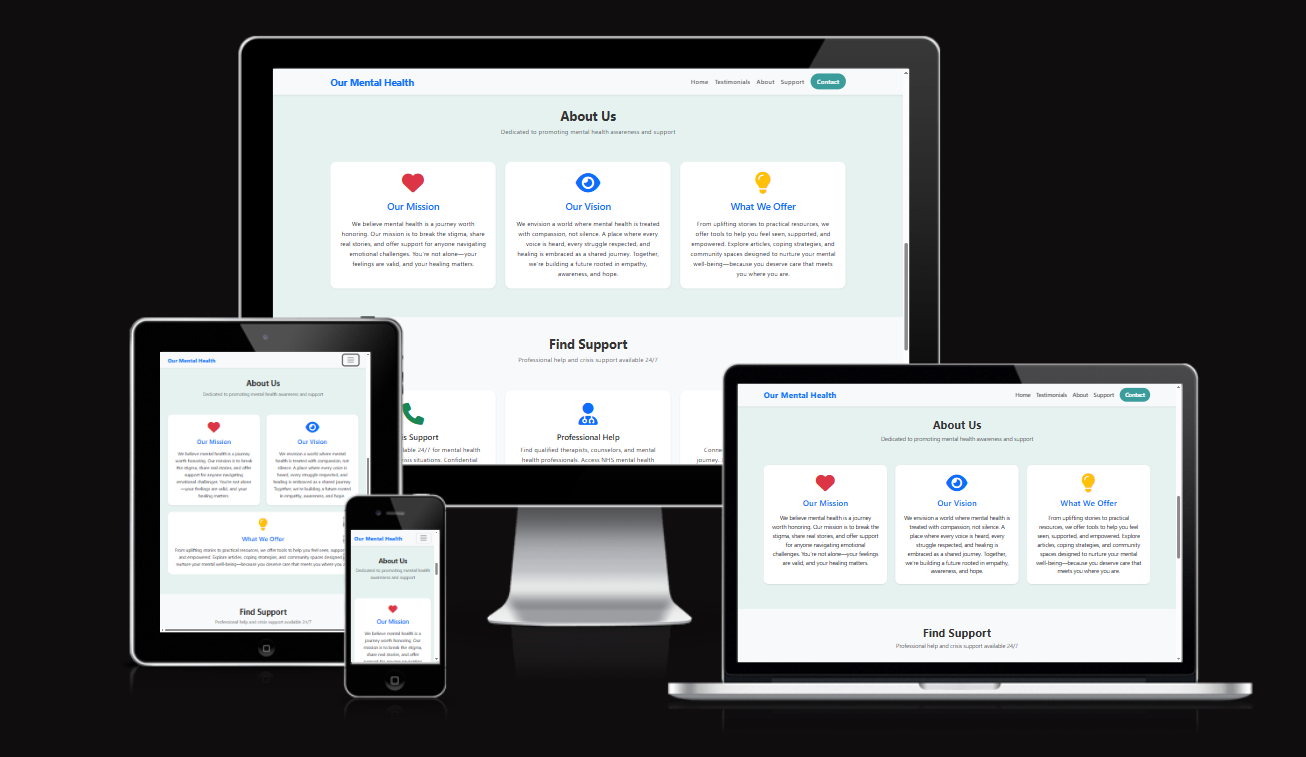 Our Mental Health
Home Testimonials About Support Contact
About Us
Dedicated to promoting mental health awareness and support
Our Mission
We believe mental health is a journey worth
honoring. Our mission is to break the stigma, share
real stories, and offer support for anyone navigating
emotional challenges. You're not alone—your
feelings are valid, and your healing matters.
Our Vision
We envision a world where mental health is treated
with compassion, not silence. A place where every
voice is heard, every struggle respected, and
healing is embraced as a shared journey. Together,
we're building a future rooted in empathy,
awareness, and hope.
What We Offer
From uplifting stories to practical resources, we
offer tools to help you feel seen, supported, and
empowered. Explore articles, coping strategies, and
community spaces designed to nurture your mental
well-being—because you deserve care that meets
you where you are.
Find Support
Professional help and crisis support available 24/7
s Support
lable 24/7 for mental health
isis situations. Confidential
Professional Help
Find qualified therapists, counselors, and mental
health professionals. Access NHS mental health
Conne
journey.
Our Mental Health
About Us
Dedicated to promoting mental health awareness and support
Our Mission
We believe mental health is a journey
worth honoring. Our mission is to break
the stigma, share real stories, and offer
support for anyone navigating
emotional challenges. You're not alone
—your feelings are valid, and your
healing matters.
Our Vision
We envision a world where mental
health is treated with compassion, not
silence. A place where every voice is
heard, every struggle respected, and
healing is embraced as a shared
journey. Together, we're building a future rooted
in empathy, awareness, and hope.
What We Offer
From uplifting stories to practical resources, we offer tools to help you feel seen, suppor
and empowered. Explore articles, coping strategies, and community spaces designed
nurture your mental well-being—because you deserve care that meets you where you
Find Support
Professional help and crisis support available 24/7
Our Mental Health
About Us
Dedicated to promoting mental health
awareness and support
Our Mission
We believe mental health is a
journey worth honoring. Our
mission is to break the stigma,
share real stories, and offer
support for anyone navigating
Our Mental Health
Home Testimonials About Support Contact
About Us
Dedicated to promoting mental health awareness and support
Our Mission
We believe mental health is a journey
worth honoring. Our mission is to break the
stigma, share real stories, and offer support
for anyone navigating emotional
challenges. You're not alone—your feelings
are valid, and your healing matters.
Our Vision
We envision a world where mental health is
treated with compassion, not silence. A
place where every voice is heard, every
struggle respected, and healing is
embraced as a shared journey. Together,
we're building a future rooted in empathy,
awareness, and hope.
What We Offer
From uplifting stories to practical
resources, we offer tools to help you feel
seen, supported, and empowered. Explore
articles, coping strategies, and community
spaces designed to nurture your mental
well-being—because you deserve care that
meets you where you are.
Find Support
Professional help and crisis support available 24/7